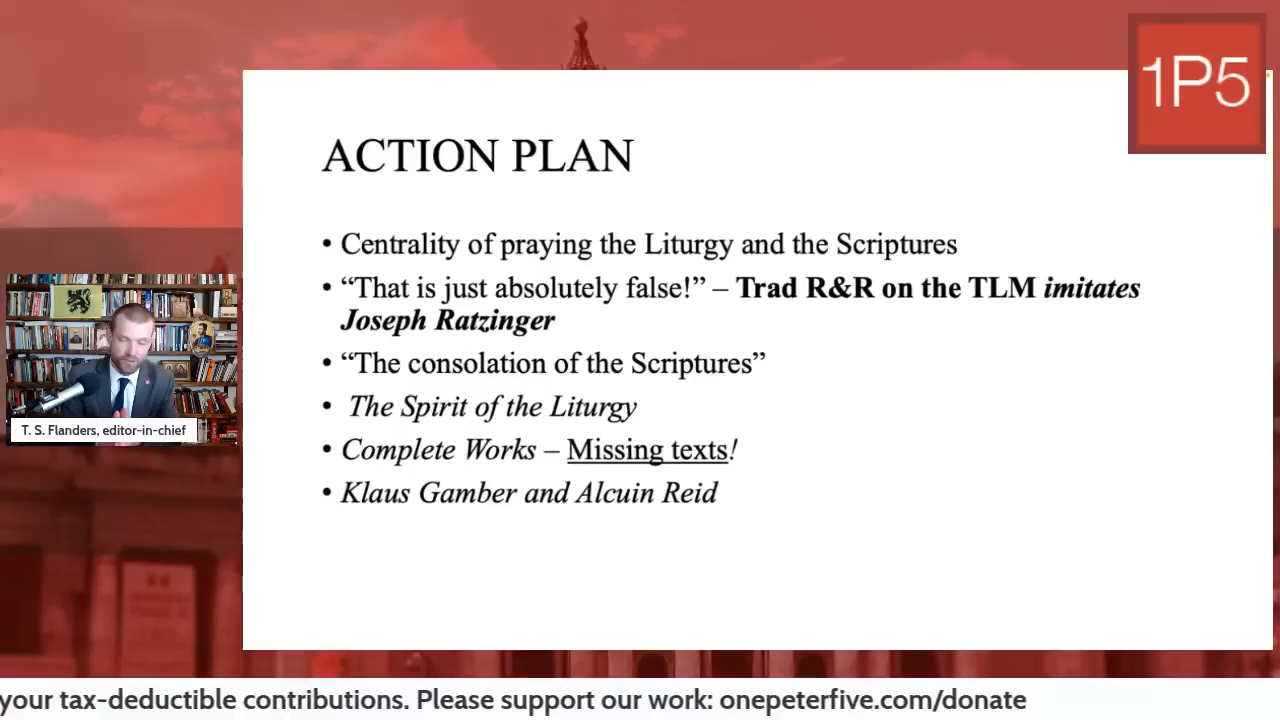 1P5
ACTION PLAN
• Centrality of praying the Liturgy and the Scriptures
• “That is just absolutely false!” – Trad R&R on the TLM imitates
Joseph Ratzinger
• “The consolation of the Scriptures”
• The Spirit of the Liturgy
• Complete Works – Missing texts!
• Klaus Gamber and Alcuin Reid
T. S. Flanders, editor-in-chief
your tax-deductible contributions. Please support our work: onepeterfive.com/donate